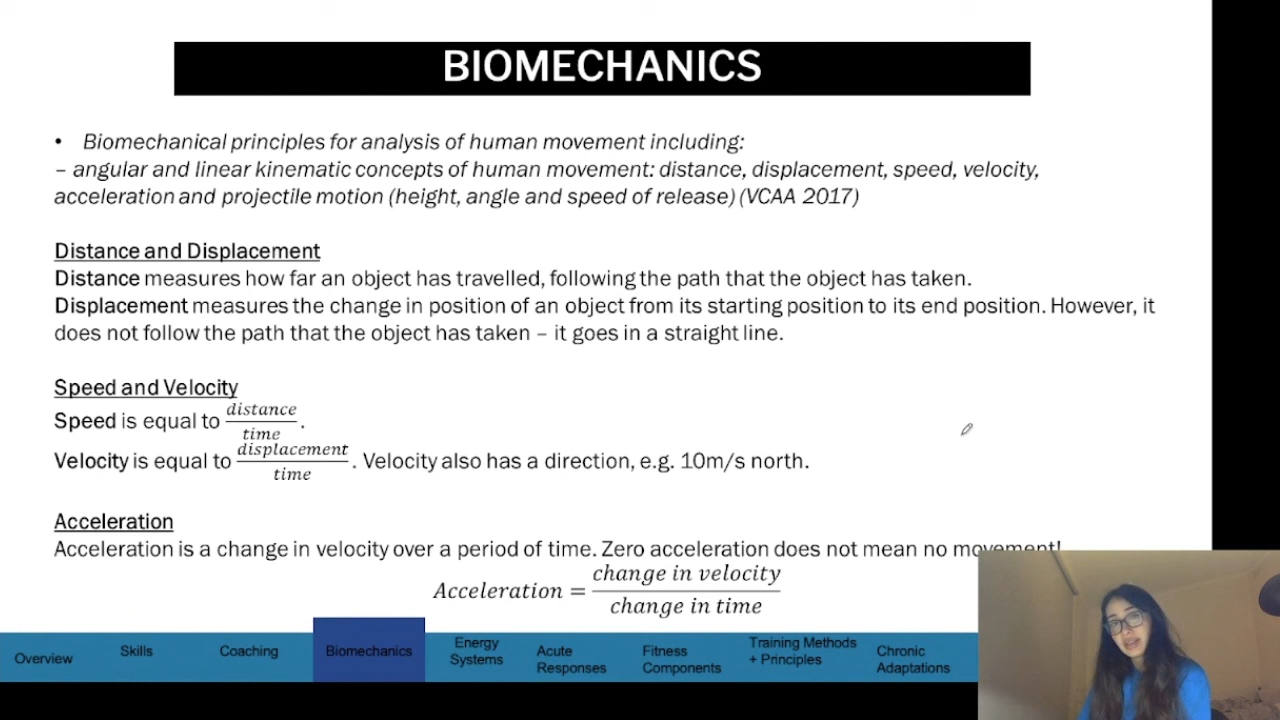 BIOMECHANICS
• Biomechanical principles for analysis of human movement including:
– angular and linear kinematic concepts of human movement: distance, displacement, speed, velocity,
acceleration and projectile motion (height, angle and speed of release) (VCAA 2017)
Distance and Displacement
Distance measures how far an object has travelled, following the path that the object has taken.
Displacement measures the change in position of an object from its starting position to its end position. However, it
does not follow the path that the object has taken – it goes in a straight line.
Speed and Velocity
Speed is equal to distance/time.
Velocity is equal to displacement/time. Velocity also has a direction, e.g. 10m/s north.
Acceleration
Acceleration is a change in velocity over a period of time. Zero acceleration does not mean no movement!
Acceleration = change in velocity/change in time
Overview
Skills
Coaching
Biomechanics
Energy
Systems
Acute
Responses
Fitness
Components
Training Methods
+ Principles
Chronic
Adaptations